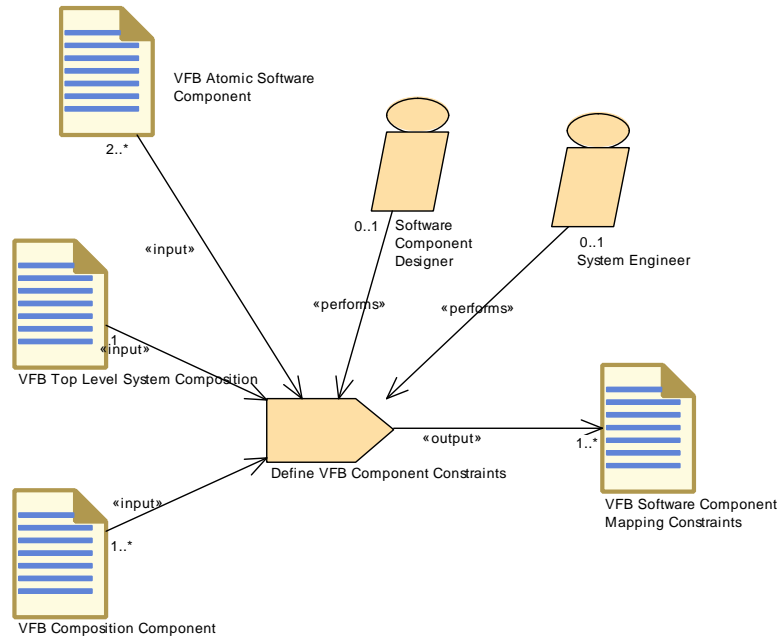 VFB Atomic Software
Component
2..*
«input»
0..1
Software
Component
Designer
0..1
System Engineer
«performs»
«performs»
1
«input»
VFB Top Level System Composition
«output»
1..*
Define VFB Component Constraints
«input»
1..*
VFB Software Component
Mapping Constraints
VFB Composition Component